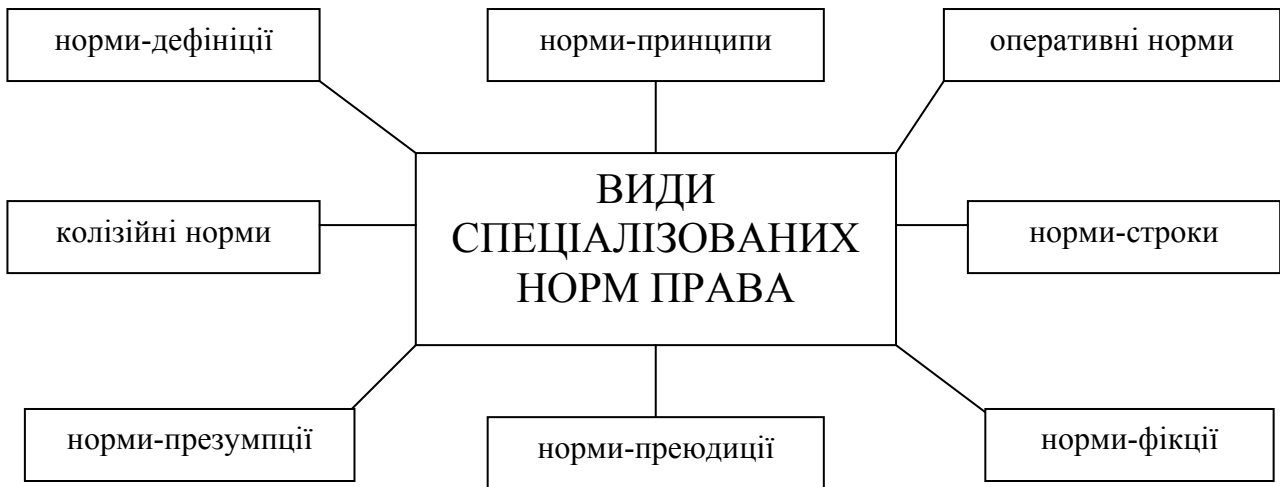 норми-дефініції
норми-принципи
оперативні норми
ВИДИ
СПЕЦІАЛІЗОВАНИХ
НОРМ ПРАВА
колізійні норми
норми-строки
норми-презумпції
норми-преюдиції
норми-фікції